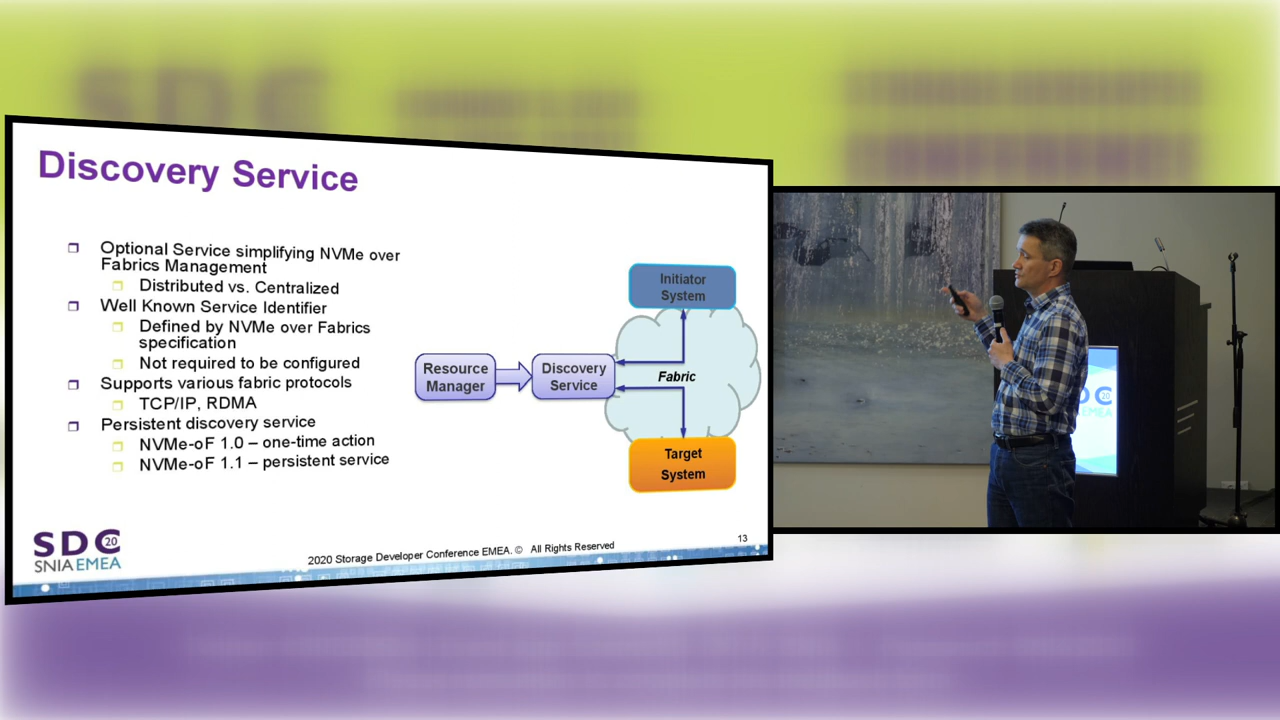 Discovery Service
Optional Service simplifying NVMe over
Fabrics Management
Distributed vs. Centralized
Well Known Service Identifier
Defined by NVMe over Fabrics
specification
Not required to be configured
Supports various fabric protocols
TCP/IP, RDMA
Persistent discovery service
NVMe-oF 1.0 – one-time action
NVMe-oF 1.1 – persistent service
Resource
Manager
Discovery
Service
Initiator
System
Fabric
Target
System
SDC 20
SNIA EMEA
2020 Storage Developer Conference EMEA. © All Rights Reserved
13
DC 20
EMEA